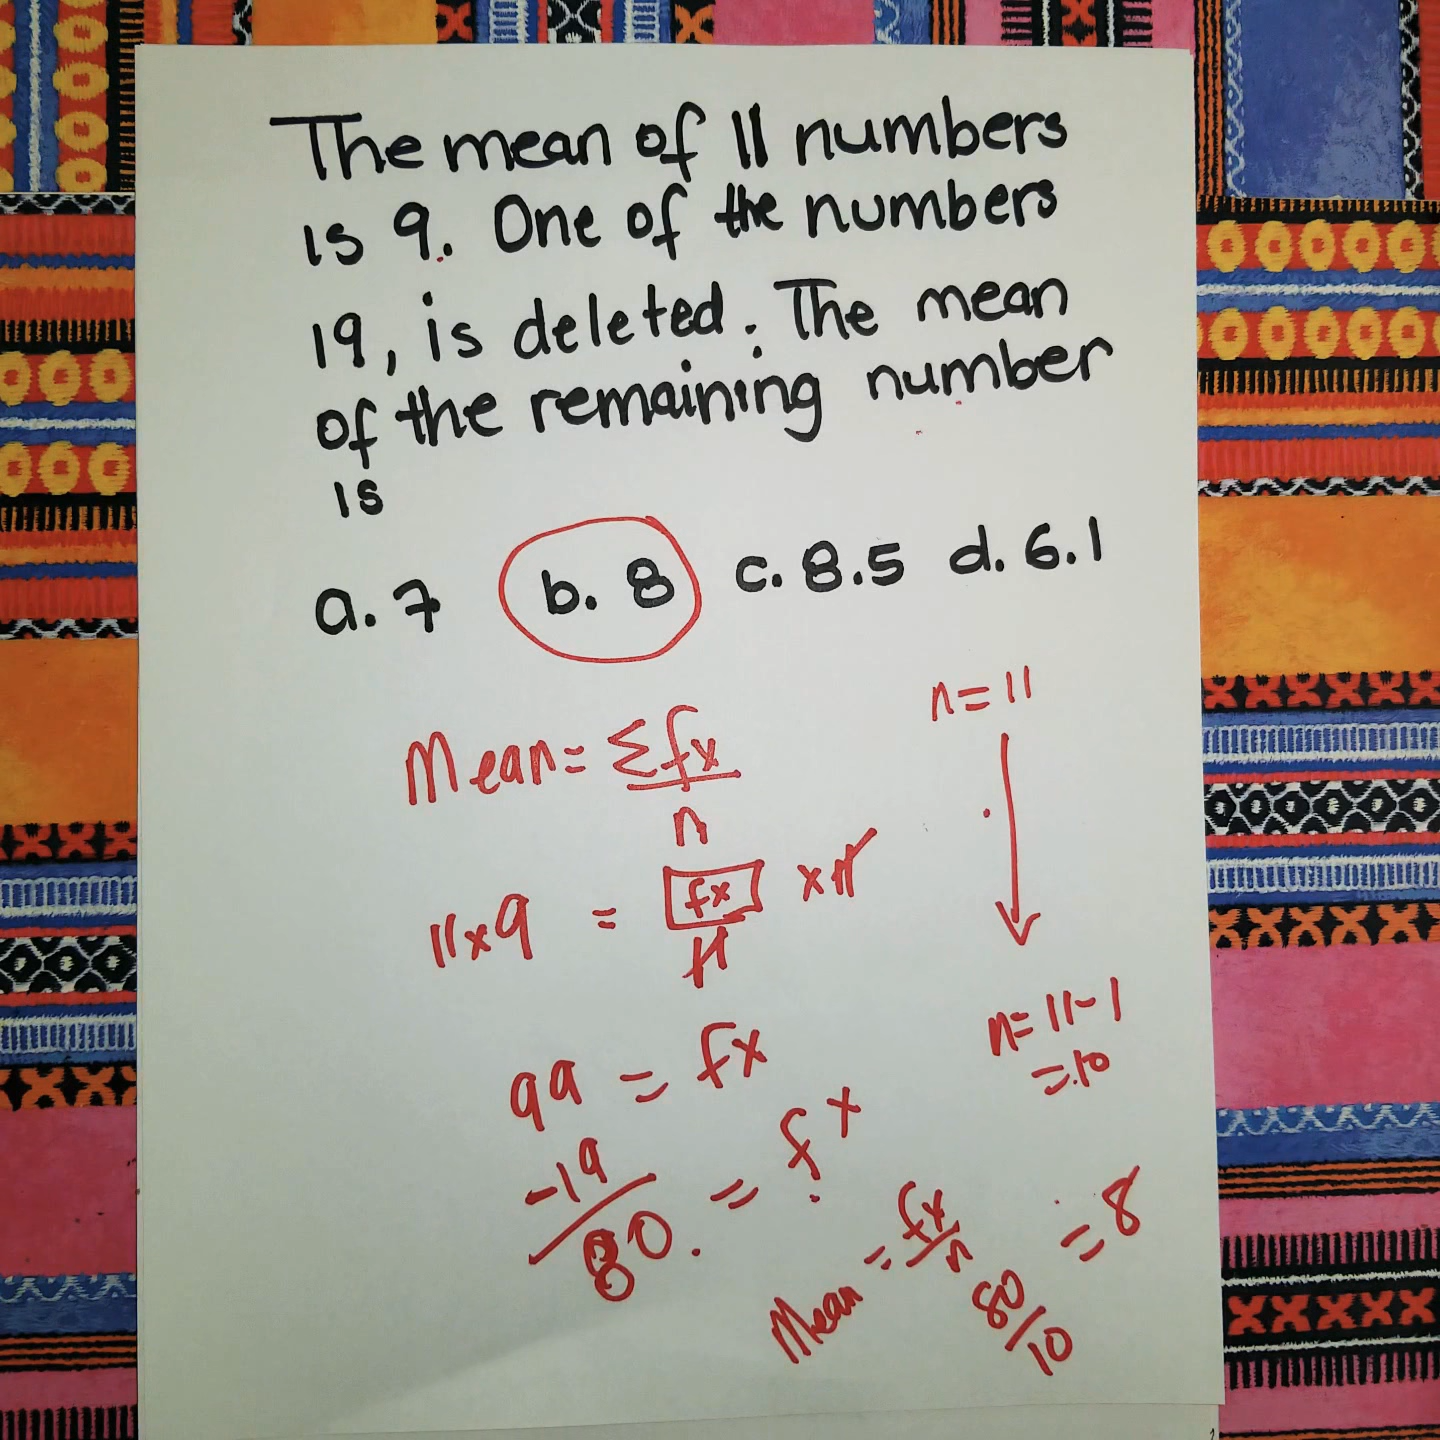 The mean of 11 numbers
is 9. One of the numbers
19, is deleted. The mean
of the remaining number
is
a. 7 b. 8 c. 8.5 d. 6.1
n = 11
Mean = Σfx
n
11x9 = fx x 11
11
n = 11 - 1
= 10
99 = fx
-19
80. = fx
Mean = fx/n
80/10 = 8